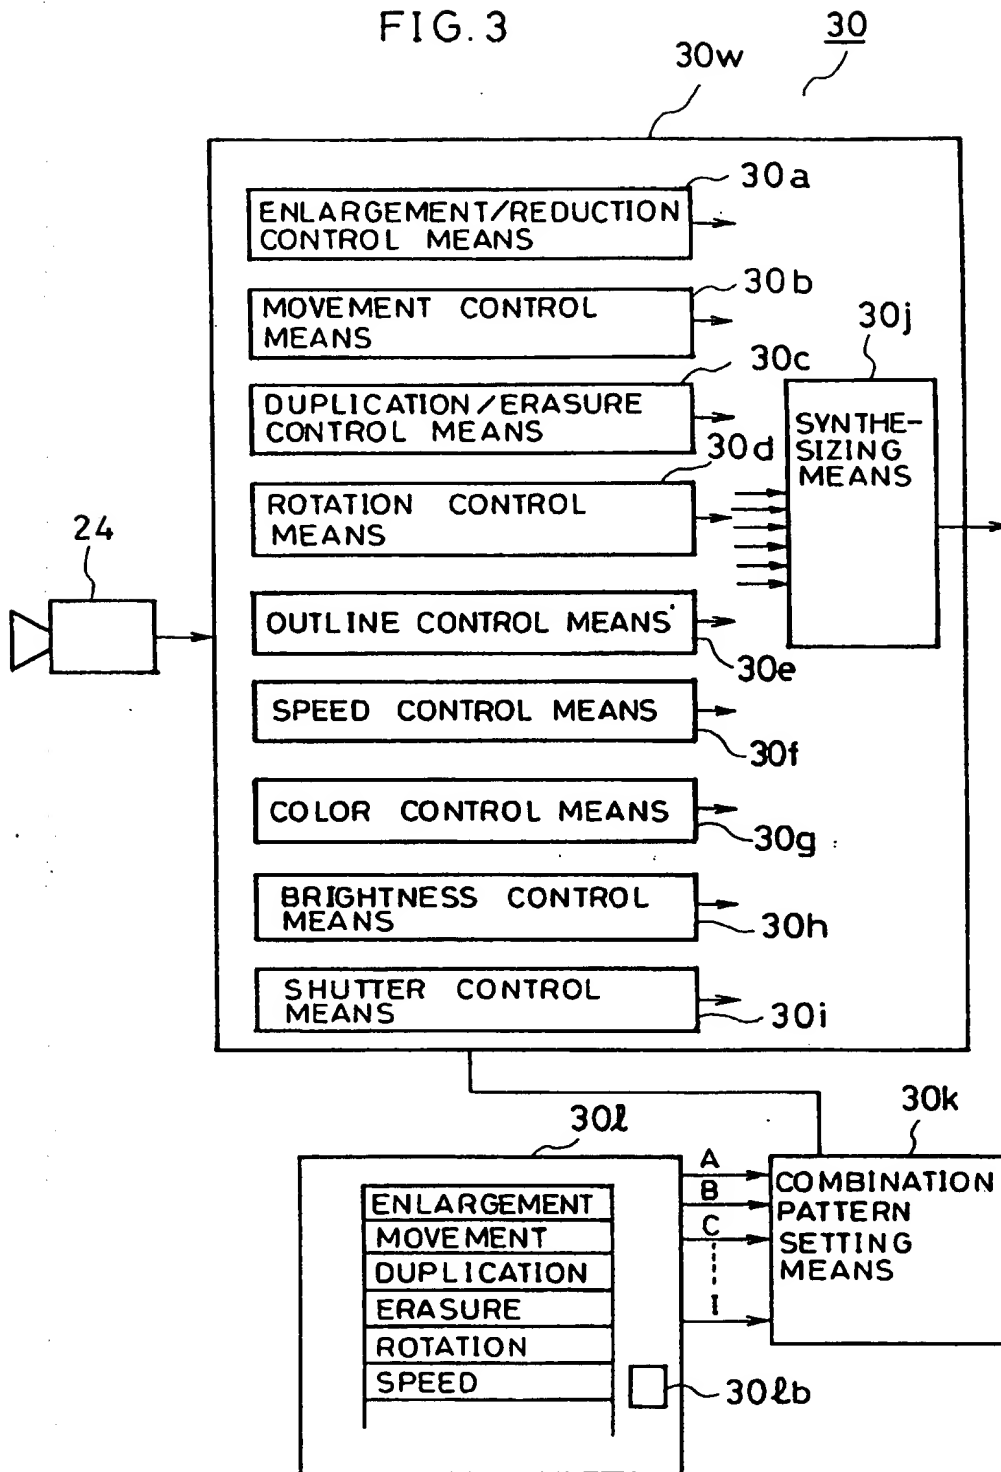 FIG. 3
30
30w
30a
ENLARGEMENT/REDUCTION
CONTROL MEANS
30b
MOVEMENT CONTROL
MEANS
30j
30c
DUPLICATION/ERASURE
CONTROL MEANS
SYNTHE-
SIZING
MEANS
30d
ROTATION CONTROL
MEANS
24
OUTLINE CONTROL MEANS
30e
SPEED CONTROL MEANS
30f
COLOR CONTROL MEANS
30g
BRIGHTNESS CONTROL
MEANS
30h
SHUTTER CONTROL
MEANS
30i
30ℓ
30k
A
B
C
I
COMBINATION
PATTERN
SETTING
MEANS
ENLARGEMENT
MOVEMENT
DUPLICATION
ERASURE
ROTATION
SPEED
30ℓb